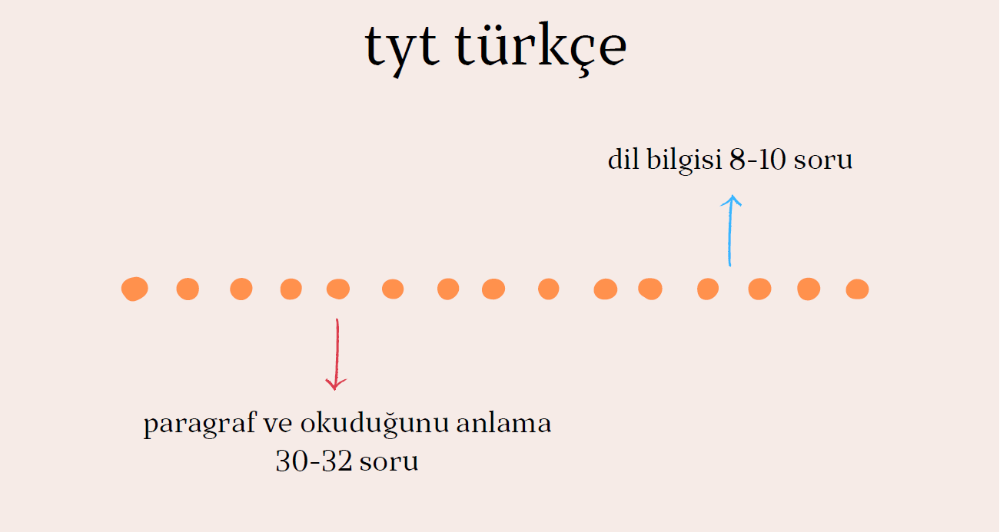 tyt türkçe
dil bilgisi 8-10 soru
paragraf ve okuduğunu anlama
30-32 soru